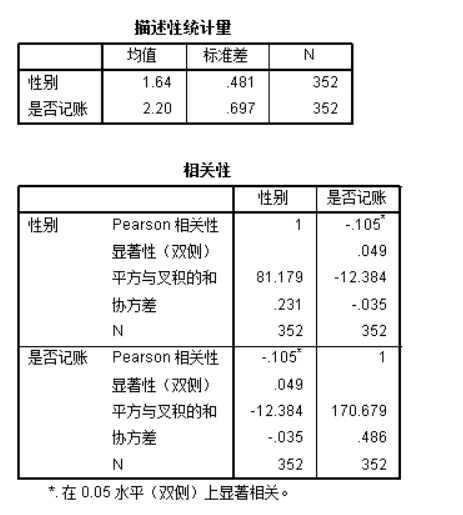 描述性统计量
均值 标准差 N
性别 1.64 .481 352
是否记账 2.20 .697 352
相关性
性别 是否记账
性别 Pearson 相关性 1 -.105*
显著性（双侧） .049
平方与叉积的和 81.179 -12.384
协方差 .231 -.035
N 352 352
是否记账 Pearson 相关性 -.105* 1
显著性（双侧） .049
平方与叉积的和 -12.384 170.679
协方差 -.035 .486
N 352 352
*. 在 0.05 水平（双侧）上显著相关。